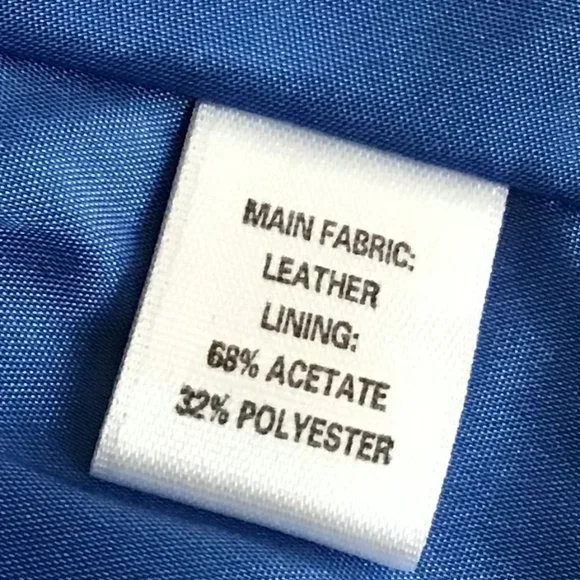 MAIN FABRIC:
LEATHER
LINING:
68% ACETATE
32% POLYESTER